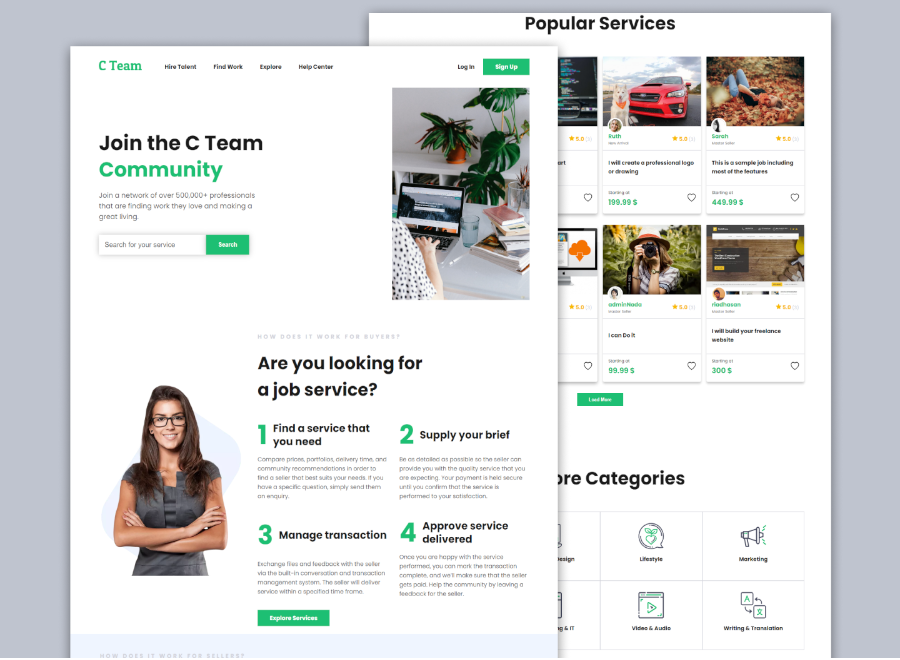 C Team
Hire Talent
Find Work
Explore
Help Center
Log In
Sign Up
Join the C Team
Community
Join a network of over 500,000+ professionals
that are finding work they love and making a
great living.
Search for your service
Search
HOW DOES IT WORK FOR BUYERS?
Are you looking for
a job service?
1 Find a service that
you need
Compare prices, portfolios, delivery time, and
community recommendations in order to
find a seller that best suits your needs. If you
have a specific question, simply send them
an enquiry.
2 Supply your brief
Be as detailed as possible so the seller can
provide you with the quality service that you
are expecting. Your payment is held secure
until you confirm that the service is
performed to your satisfaction.
3 Manage transaction
Exchange files and feedback with the seller
via the built-in conversation and transaction
management system. The seller will deliver
service within a specified time frame.
4 Approve service
delivered
Once you are happy with the service
performed, you can mark the transaction
complete, and we'll make sure that the seller
gets paid. Help the community by leaving a
feedback for the seller.
Explore Services
HOW DOES IT WORK FOR SELLERS?
Popular Services
5.0
art
Ruth
5.0
New Arrival
I will create a professional logo
or drawing
Starting at
199.99 $
Sarah
5.0
Master Seller
This is a sample job including
most of the features
Starting at
449.99 $
5.0
adminNada
5.0
Master Seller
I can Do it
Starting at
99.99 $
riadhasan
5.0
Master Seller
I will build your freelance
website
Starting at
300 $
Load More
ore Categories
esign
Lifestyle
Marketing
g & IT
Video & Audio
A
Writing & Translation